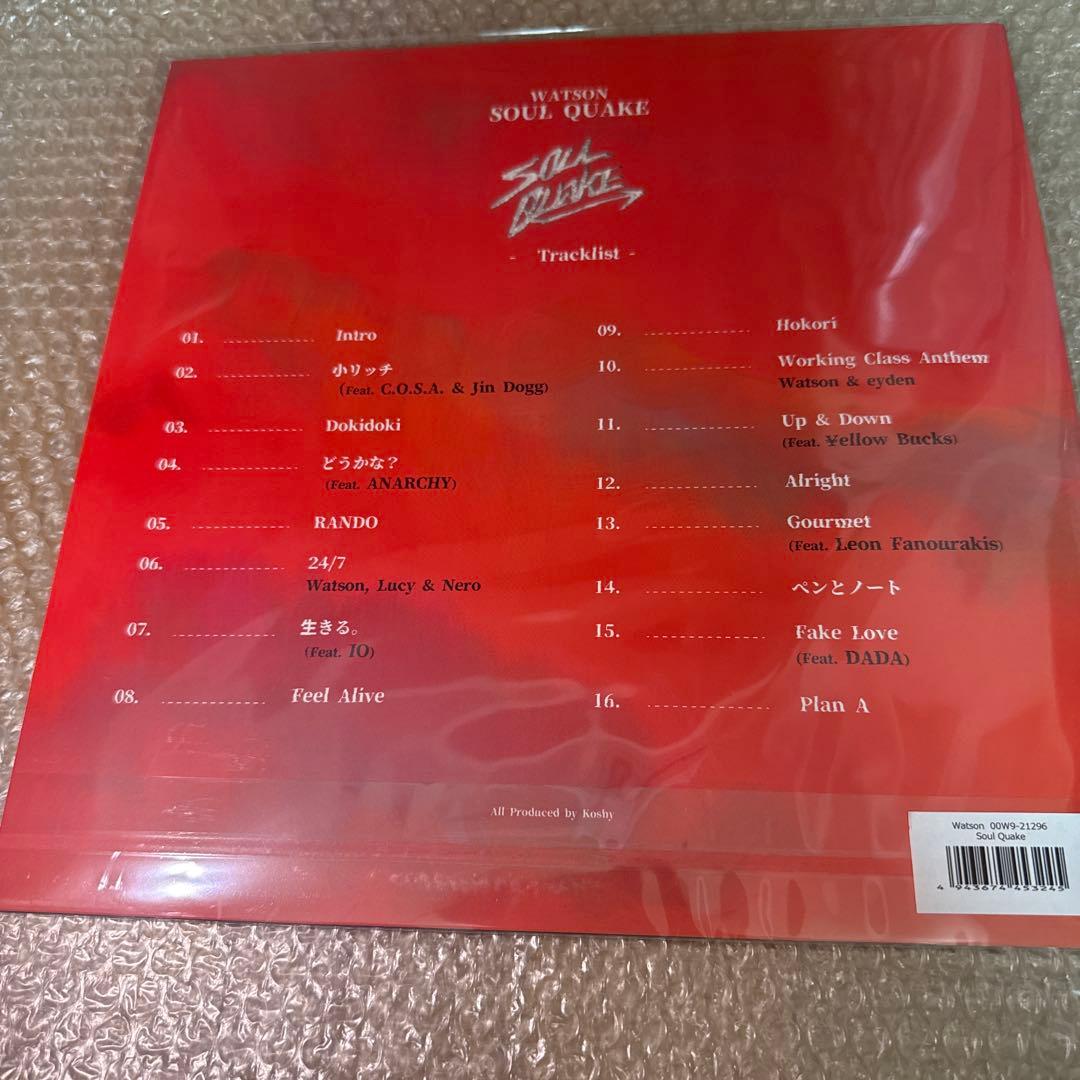 WATSON
SOUL QUAKE
SOUL
QUAKE
- Tracklist -
01. Intro
02. 小リッチ
(Feat. C.O.S.A. & Jin Dogg)
03. Dokidoki
04. どうかな？
(Feat. ANARCHY)
05. RANDO
06. 24/7
Watson, Lucy & Nero
07. 生きる。
(Feat. IO)
08. Feel Alive
09. Hokori
10. Working Class Anthem
Watson & eyden
11. Up & Down
(Feat. ¥ellow Bucks)
12. Alright
13. Gourmet
(Feat. Leon Fanourakis)
14. ペンとノート
15. Fake Love
(Feat. DADA)
16. Plan A
All Produced by Koshy
Watson 00W9-21296
Soul Quake
4 943674 453245